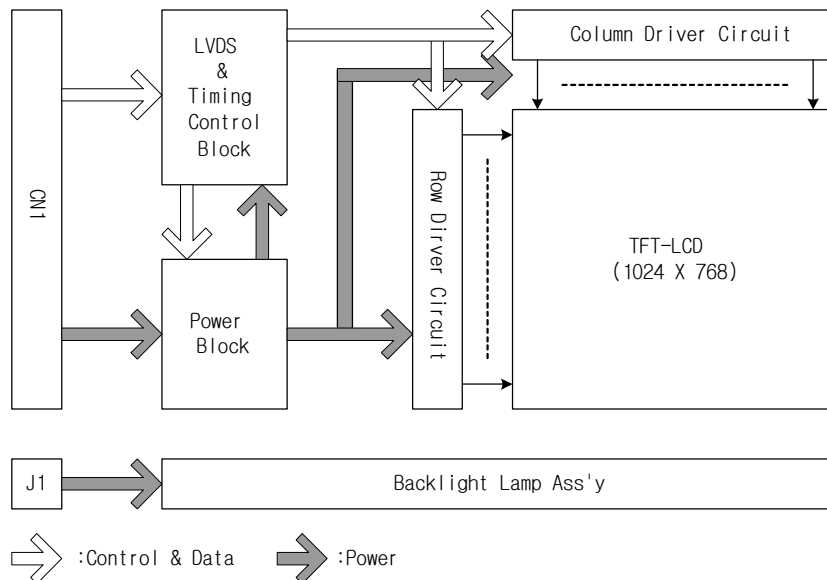 LVDS
&
Timing
Control
Block
Column Driver Circuit
CN1
Row Dirver Circuit
TFT-LCD
(1024 X 768)
Power
Block
J1
Backlight Lamp Ass'y
:Control & Data
:Power